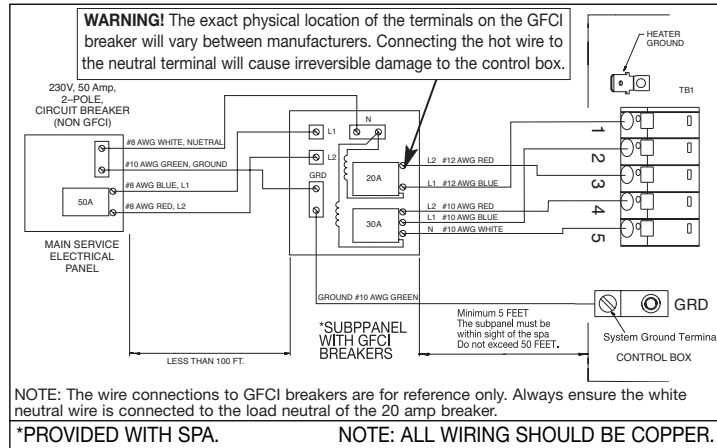 WARNING! The exact physical location of the terminals on the GFCI
breaker will vary between manufacturers. Connecting the hot wire to
the neutral terminal will cause irreversible damage to the control box.
HEATER
GROUND
TB1
230V, 50 Amp,
2–POLE,
CIRCUIT BREAKER
(NON GFCI)
#8 AWG WHITE, NUETRAL
#10 AWG GREEN, GROUND
#8 AWG BLUE, L1
#8 AWG RED, L2
50A
MAIN SERVICE
ELECTRICAL
PANEL
N
L1
L2
GRD
20A
30A
L2 #12 AWG RED
L1 #12 AWG BLUE
L2 #10 AWG RED
L1 #10 AWG BLUE
N #10 AWG WHITE
1
2
3
4
5
GROUND #10 AWG GREEN
GRD
System Ground Termina
CONTROL BOX
*SUBPPANEL
WITH GFCI
BREAKERS
Minimum 5 FEET
The subpanel must be
within sight of the spa
Do not exceed 50 FEET.
LESS THAN 100 FT.
NOTE: The wire connections to GFCI breakers are for reference only. Always ensure the white
neutral wire is connected to the load neutral of the 20 amp breaker.
*PROVIDED WITH SPA. NOTE: ALL WIRING SHOULD BE COPPER.